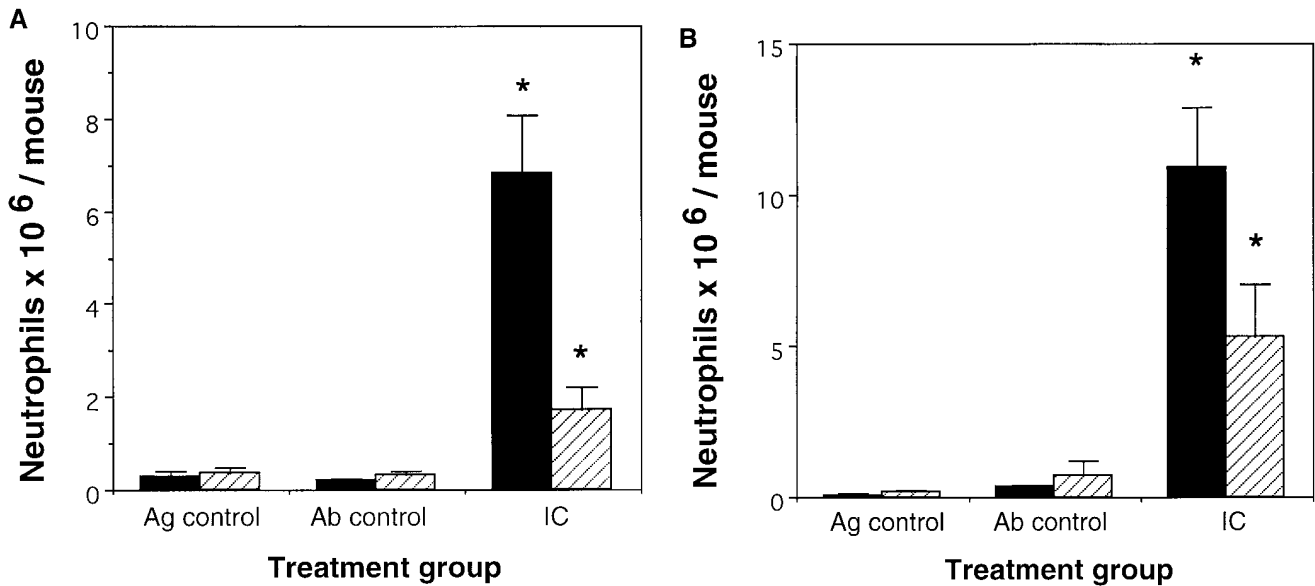 A
10
8
6
4
2
0
Neutrophils x 10 6 / mouse
*
*
Ag control
Ab control
IC
Treatment group
B
15
10
5
0
Neutrophils x 10 6 / mouse
*
*
Ag control
Ab control
IC
Treatment group